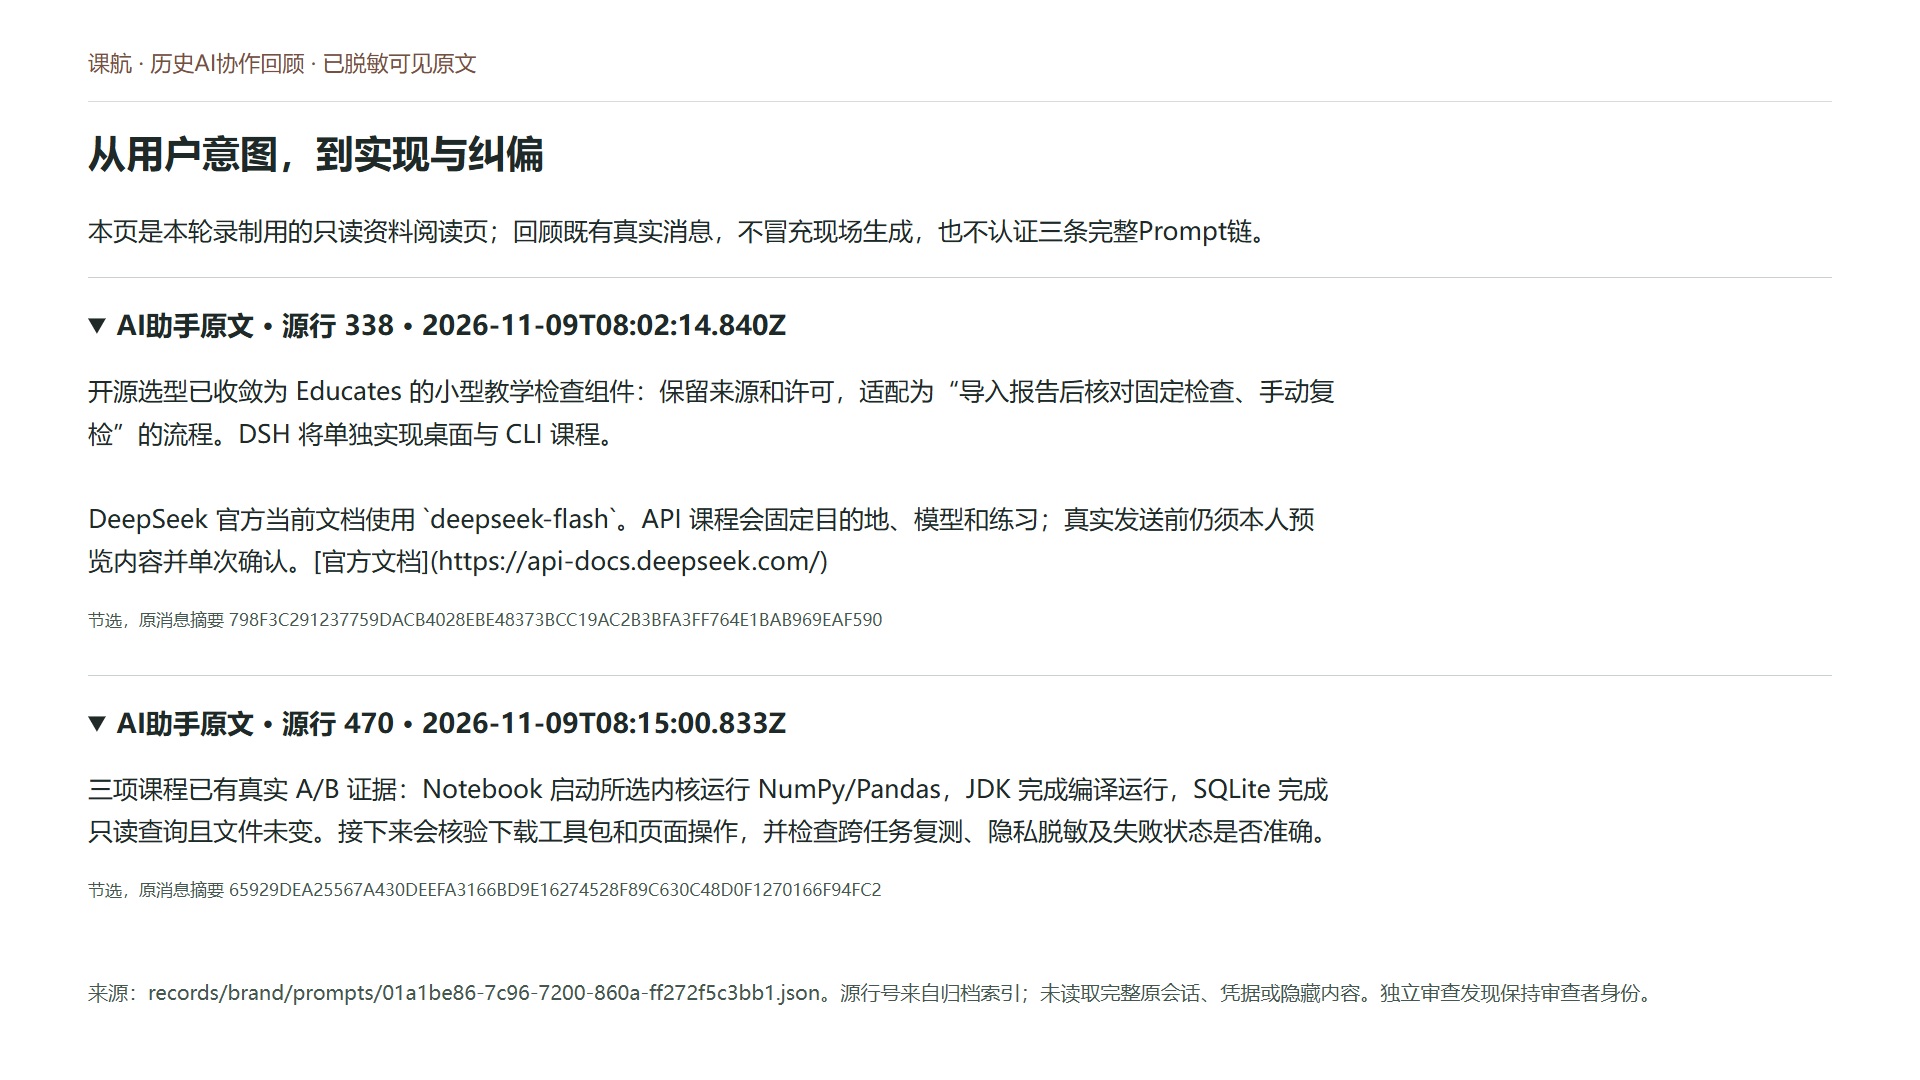 课航 · 历史AI协作回顾 · 已脱敏可见原文
从用户意图，到实现与纠偏
本页是本轮录制用的只读资料阅读页；回顾既有真实消息，不冒充现场生成，也不认证三条完整Prompt链。
▼ AI助手原文 • 源行 338 • 2026-11-09T08:02:14.840Z
开源选型已收敛为 Educates 的小型教学检查组件：保留来源和许可，适配为“导入报告后核对固定检查、手动复
检”的流程。DSH 将单独实现桌面与 CLI 课程。
DeepSeek 官方当前文档使用 `deepseek-flash`。API 课程会固定目的地、模型和练习；真实发送前仍须本人预
览内容并单次确认。[官方文档](https://api-docs.deepseek.com/)
节选，原消息摘要 798F3C291237759DACB4028EBE48373BCC19AC2B3BFA3FF764E1BAB969EAF590
▼ AI助手原文 • 源行 470 • 2026-11-09T08:15:00.833Z
三项课程已有真实 A/B 证据：Notebook 启动所选内核运行 NumPy/Pandas，JDK 完成编译运行，SQLite 完成
只读查询且文件未变。接下来会核验下载工具包和页面操作，并检查跨任务复测、隐私脱敏及失败状态是否准确。
节选，原消息摘要 65929DEA25567A430DEEFA3166BD9E16274528F89C630C48D0F1270166F94FC2
来源：records/brand/prompts/01a1be86-7c96-7200-860a-ff272f5c3bb1.json。源行号来自归档索引；未读取完整原会话、凭据或隐藏内容。独立审查发现保持审查者身份。